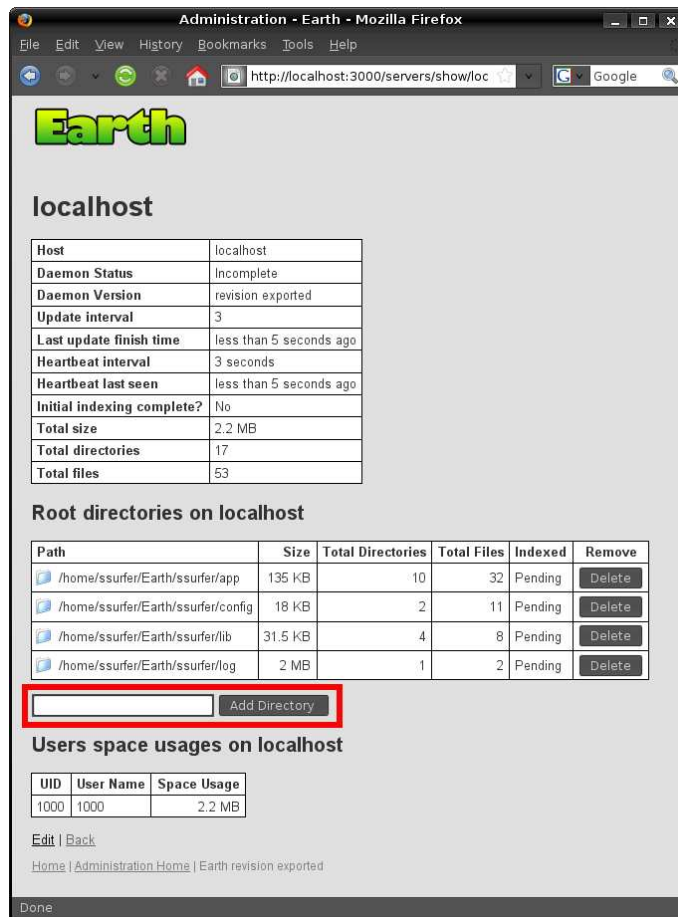 Administration - Earth - Mozilla Firefox
File Edit View History Bookmarks Tools Help
http://localhost:3000/servers/show/loc G Google
Earth
localhost
Host localhost
Daemon Status Incomplete
Daemon Version revision exported
Update interval 3
Last update finish time less than 5 seconds ago
Heartbeat interval 3 seconds
Heartbeat last seen less than 5 seconds ago
Initial indexing complete? No
Total size 2.2 MB
Total directories 17
Total files 53
Root directories on localhost
Path Size Total Directories Total Files Indexed Remove
/home/ssurfer/Earth/ssurfer/app 135 KB 10 32 Pending Delete
/home/ssurfer/Earth/ssurfer/config 18 KB 2 11 Pending Delete
/home/ssurfer/Earth/ssurfer/lib 31.5 KB 4 8 Pending Delete
/home/ssurfer/Earth/ssurfer/log 2 MB 1 2 Pending Delete
Add Directory
Users space usages on localhost
UID User Name Space Usage
1000 1000 2.2 MB
Edit | Back
Home | Administration Home | Earth revision exported
Done